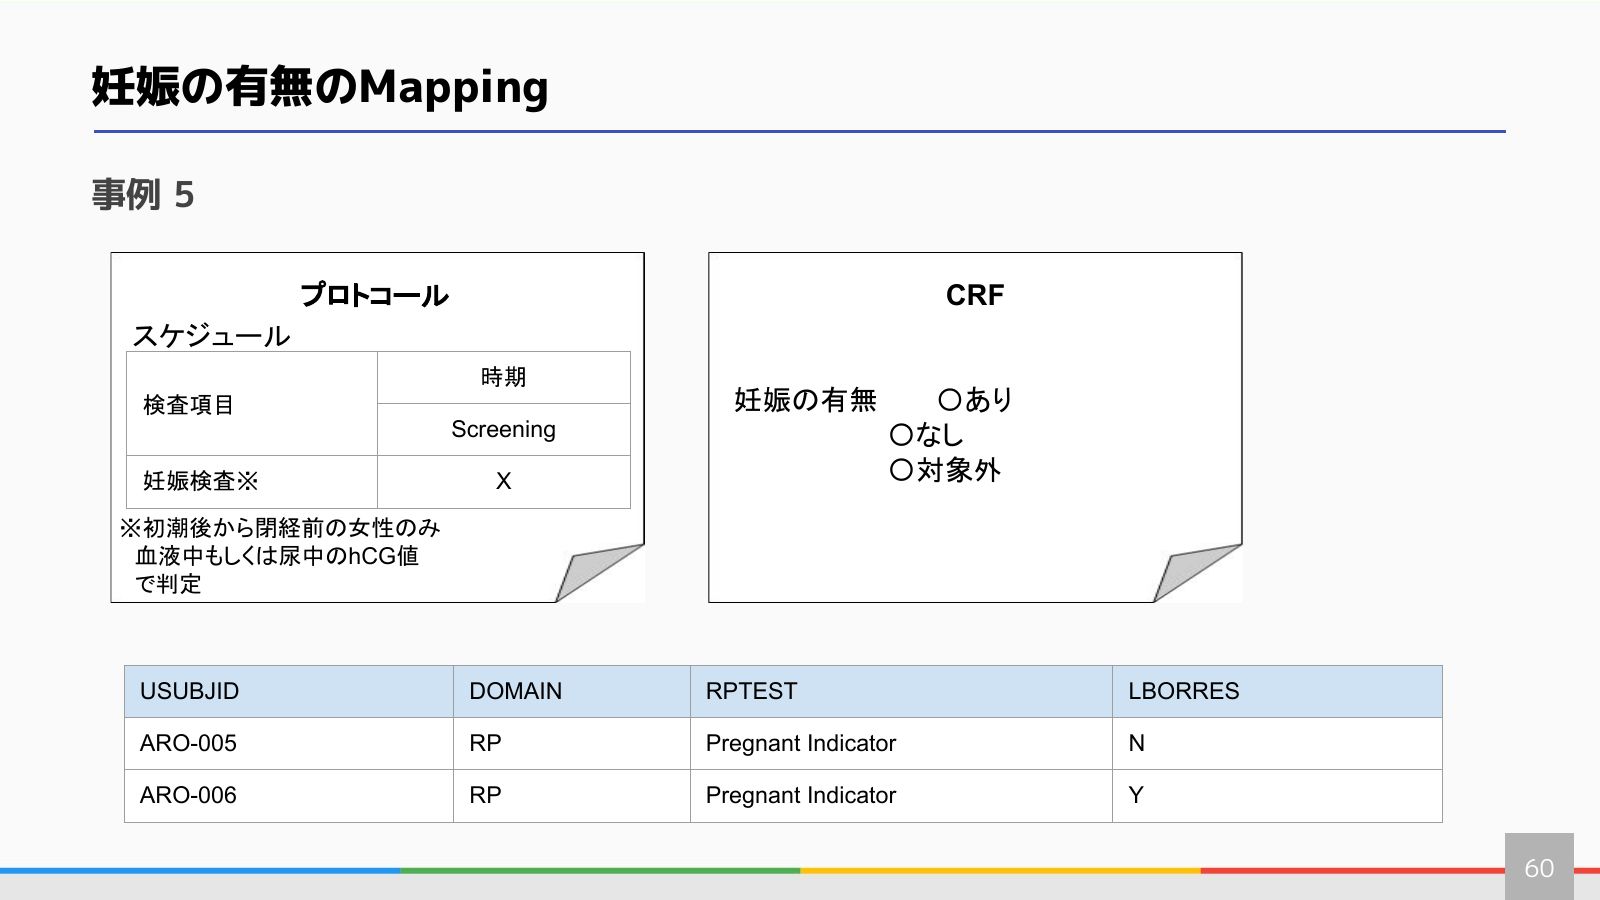 妊娠の有無のMapping
事例 5
プロトコール
スケジュール
検査項目
時期
Screening
妊娠検査※
X
※初潮後から閉経前の女性のみ
血液中もしくは尿中のhCG値
で判定
CRF
妊娠の有無 〇あり
〇なし
〇対象外
USUBJID DOMAIN RPTEST LBORRES
ARO-005 RP Pregnant Indicator N
ARO-006 RP Pregnant Indicator Y
60